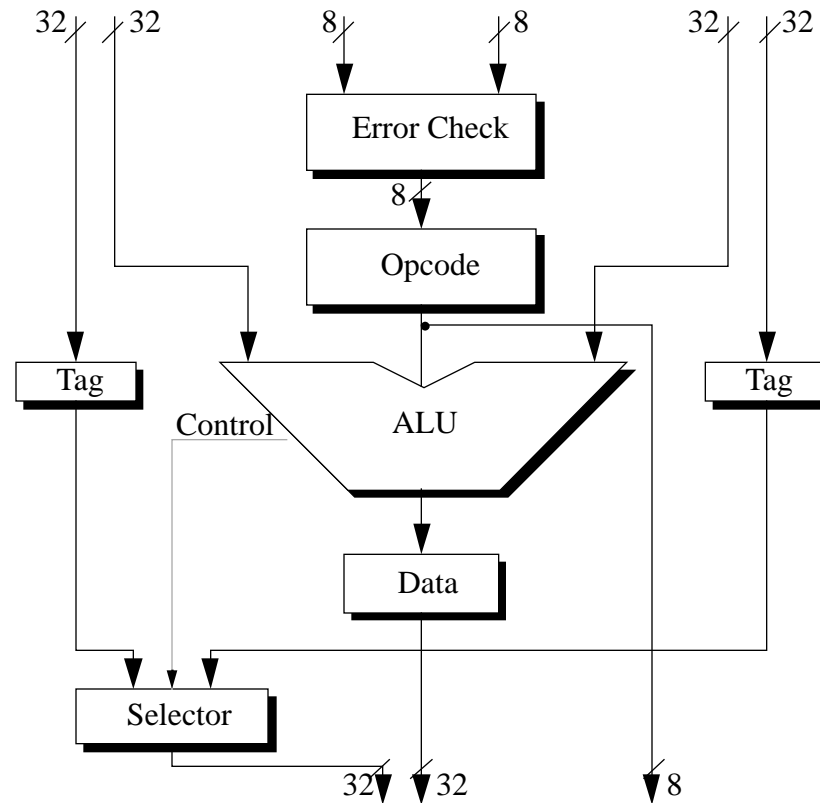 32 32 8 8 32 32
Error Check
8
Opcode
Tag Tag
Control ALU
Data
Selector
32 32 8